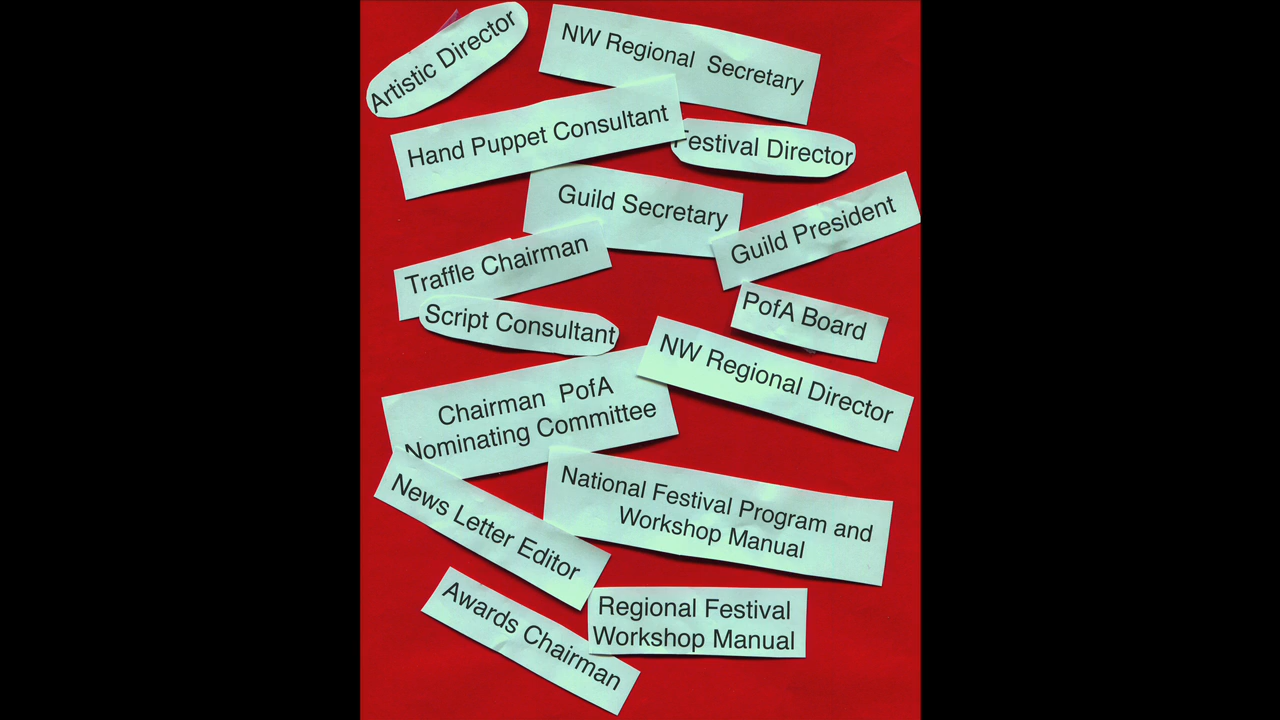 Artistic Director
NW Regional Secretary
Hand Puppet Consultant
Festival Director
Guild Secretary
Guild President
Traffle Chairman
PofA Board
Script Consultant
NW Regional Director
Chairman PofA
Nominating Committee
National Festival Program and
Workshop Manual
News Letter Editor
Regional Festival
Workshop Manual
Awards Chairman